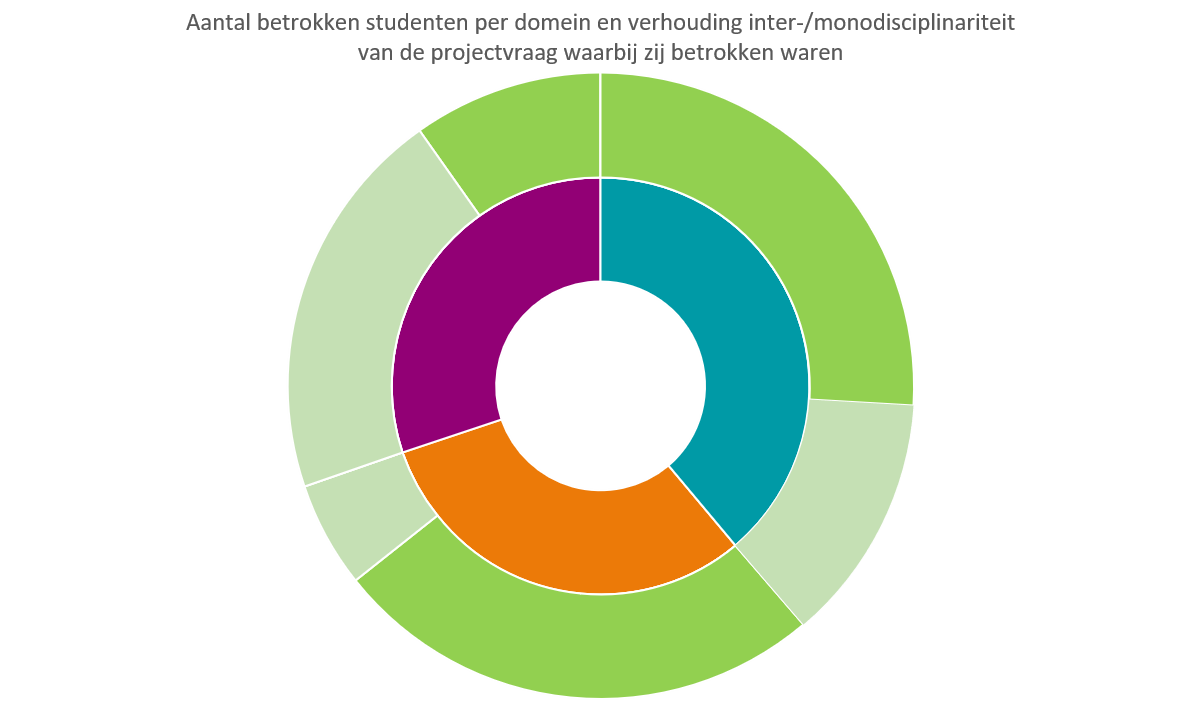 Aantal betrokken studenten per domein en verhouding inter-/monodisciplinariteit
van de projectvraag waarbij zij betrokken waren